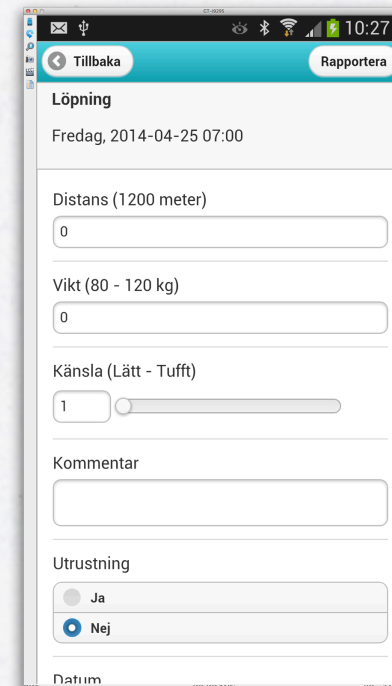 10:27
Tillbaka
Rapportera
Löpning
Fredag, 2014-04-25 07:00
Distans (1200 meter)
0
Vikt (80 - 120 kg)
0
Känsla (Lätt - Tufft)
1
Kommentar
Utrustning
Ja
Nej
Datum